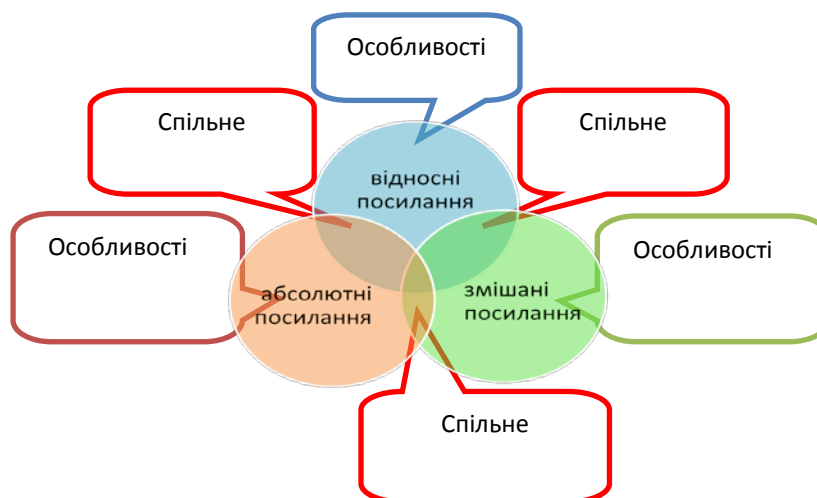 Особливості
Спільне
Спільне
відносні
посилання
Особливості
Особливості
абсолютні
посилання
змішані
посилання
Спільне